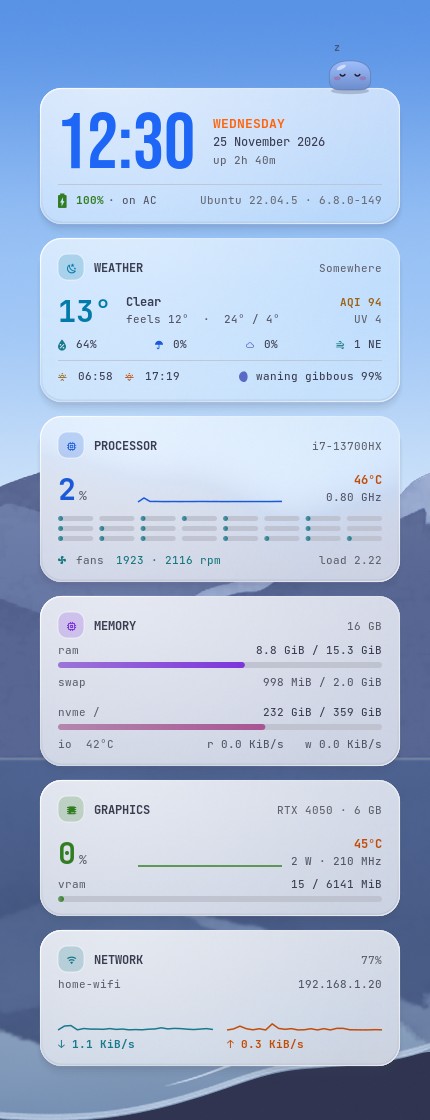 z
12:30
WEDNESDAY
25 November 2026
up 2h 40m
100% · on AC
Ubuntu 22.04.5 · 6.8.0-149
WEATHER
Somewhere
13°
Clear
feels 12° · 24° / 4°
AQI 94
UV 4
64% 0% 0% 1 NE
06:58 17:19 waning gibbous 99%
PROCESSOR
i7-13700HX
2%
46°C
0.80 GHz
fans 1923 · 2116 rpm
load 2.22
MEMORY
16 GB
ram 8.8 GiB / 15.3 GiB
swap 998 MiB / 2.0 GiB
nvme / 232 GiB / 359 GiB
io 42°C r 0.0 KiB/s w 0.0 KiB/s
GRAPHICS
RTX 4050 · 6 GB
0%
45°C
2 W · 210 MHz
vram 15 / 6141 MiB
NETWORK
77%
home-wifi 192.168.1.20
↓ 1.1 KiB/s ↑ 0.3 KiB/s